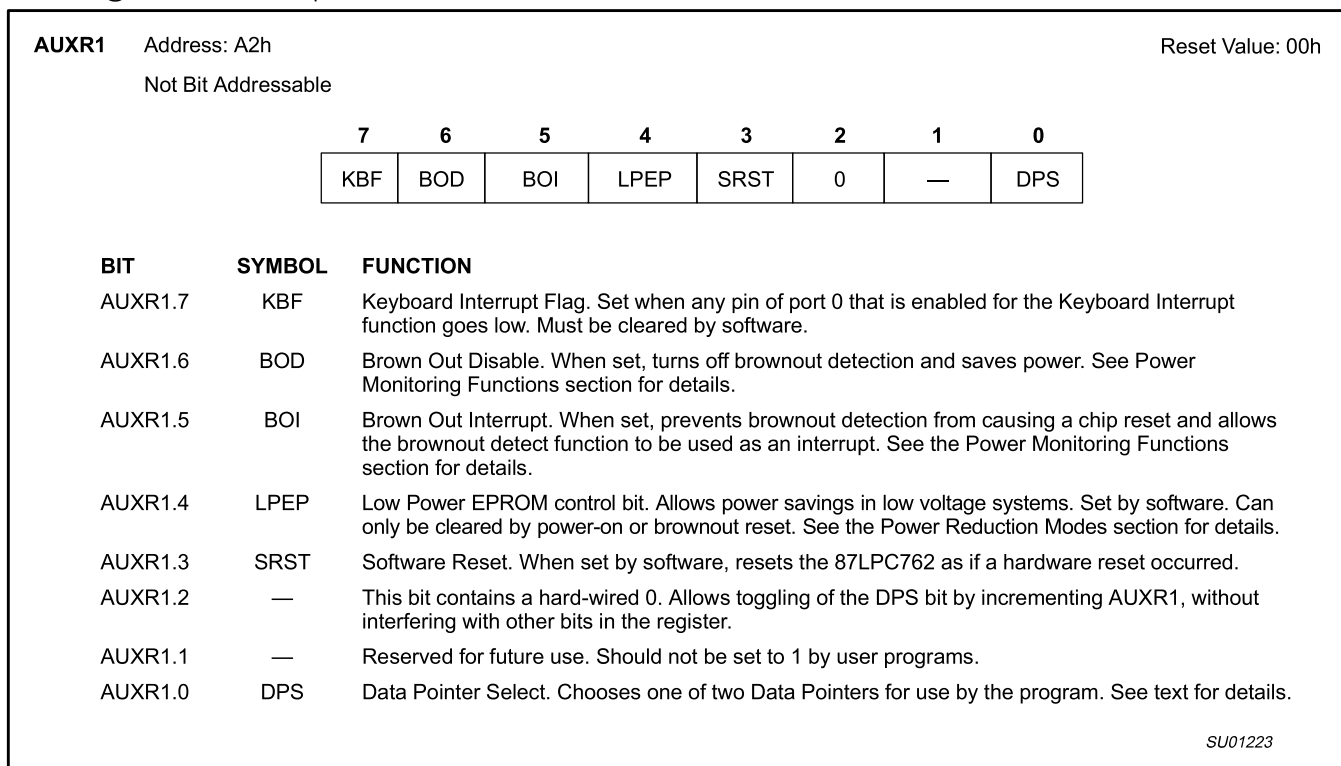 AUXR1 Address: A2h Reset Value: 00h
Not Bit Addressable
7 6 5 4 3 2 1 0
KBF BOD BOI LPEP SRST 0 — DPS
BIT SYMBOL FUNCTION
AUXR1.7 KBF Keyboard Interrupt Flag. Set when any pin of port 0 that is enabled for the Keyboard Interrupt
function goes low. Must be cleared by software.
AUXR1.6 BOD Brown Out Disable. When set, turns off brownout detection and saves power. See Power
Monitoring Functions section for details.
AUXR1.5 BOI Brown Out Interrupt. When set, prevents brownout detection from causing a chip reset and allows
the brownout detect function to be used as an interrupt. See the Power Monitoring Functions
section for details.
AUXR1.4 LPEP Low Power EPROM control bit. Allows power savings in low voltage systems. Set by software. Can
only be cleared by power-on or brownout reset. See the Power Reduction Modes section for details.
AUXR1.3 SRST Software Reset. When set by software, resets the 87LPC762 as if a hardware reset occurred.
AUXR1.2 — This bit contains a hard-wired 0. Allows toggling of the DPS bit by incrementing AUXR1, without
interfering with other bits in the register.
AUXR1.1 — Reserved for future use. Should not be set to 1 by user programs.
AUXR1.0 DPS Data Pointer Select. Chooses one of two Data Pointers for use by the program. See text for details.
SU01223